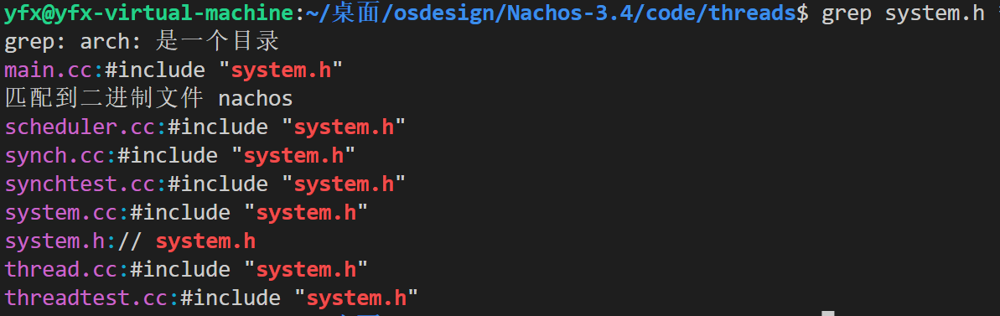 yfx@yfx-virtual-machine:~/桌面/osdesign/Nachos-3.4/code/threads$ grep system.h
grep: arch: 是一个目录
main.cc:#include "system.h"
匹配到二进制文件 nachos
scheduler.cc:#include "system.h"
synch.cc:#include "system.h"
synchtest.cc:#include "system.h"
system.cc:#include "system.h"
system.h:// system.h
thread.cc:#include "system.h"
threadtest.cc:#include "system.h"